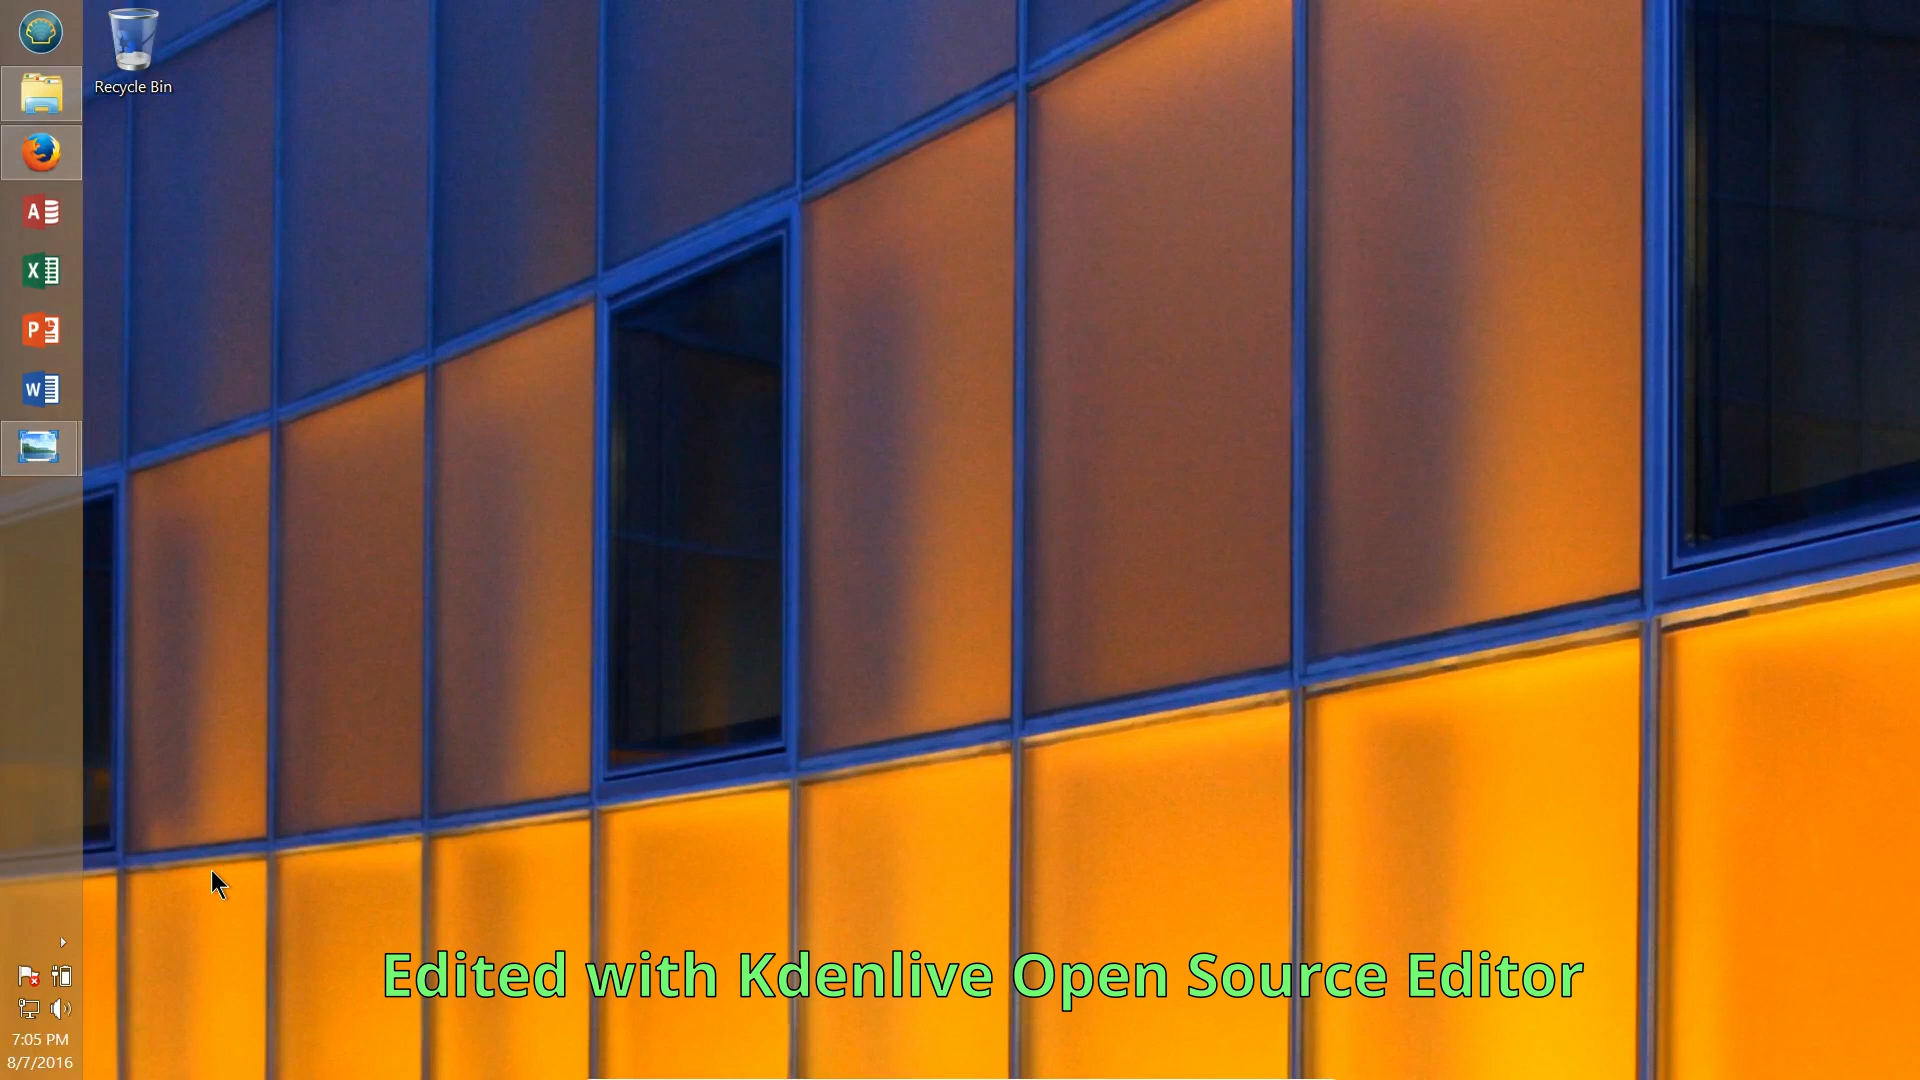 Recycle Bin
A
X
P
W
Edited with Kdenlive Open Source Editor
7:05 PM
8/7/2016